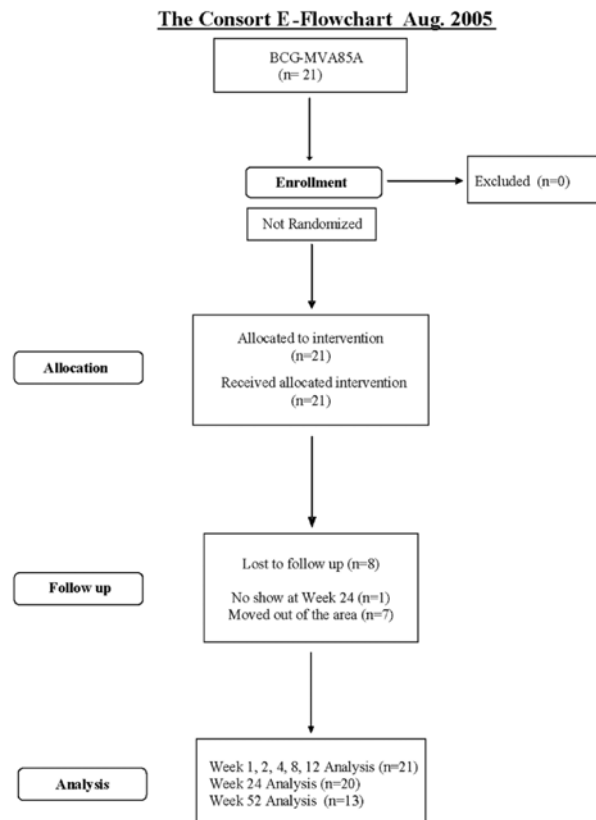 The Consort E-Flowchart Aug. 2005
BCG-MVA85A
(n= 21)
Enrollment
Excluded (n=0)
Not Randomized
Allocation
Allocated to intervention
(n=21)
Received allocated intervention
(n=21)
Follow up
Lost to follow up (n=8)
No show at Week 24 (n=1)
Moved out of the area (n=7)
Analysis
Week 1, 2, 4, 8, 12 Analysis (n=21)
Week 24 Analysis (n=20)
Week 52 Analysis (n=13)